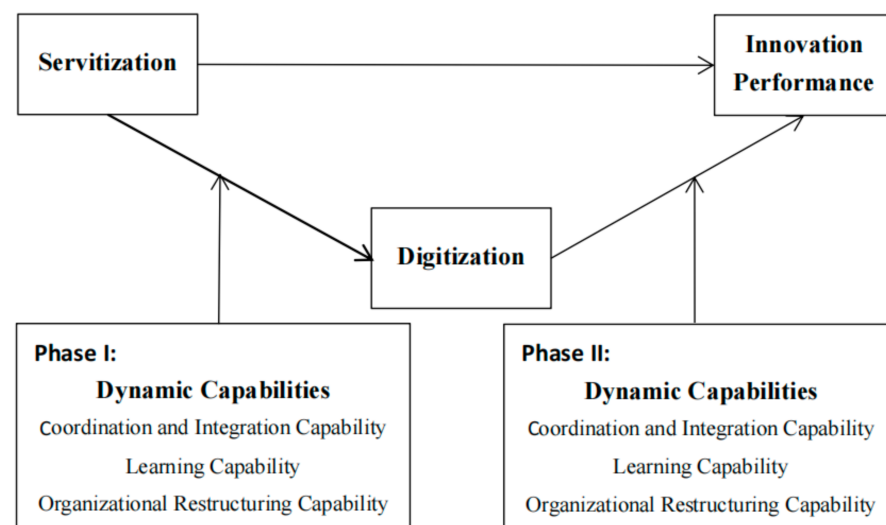 Servitization
Innovation
Performance
Digitization
Phase I:
Dynamic Capabilities
Coordination and Integration Capability
Learning Capability
Organizational Restructuring Capability
Phase II:
Dynamic Capabilities
Coordination and Integration Capability
Learning Capability
Organizational Restructuring Capability